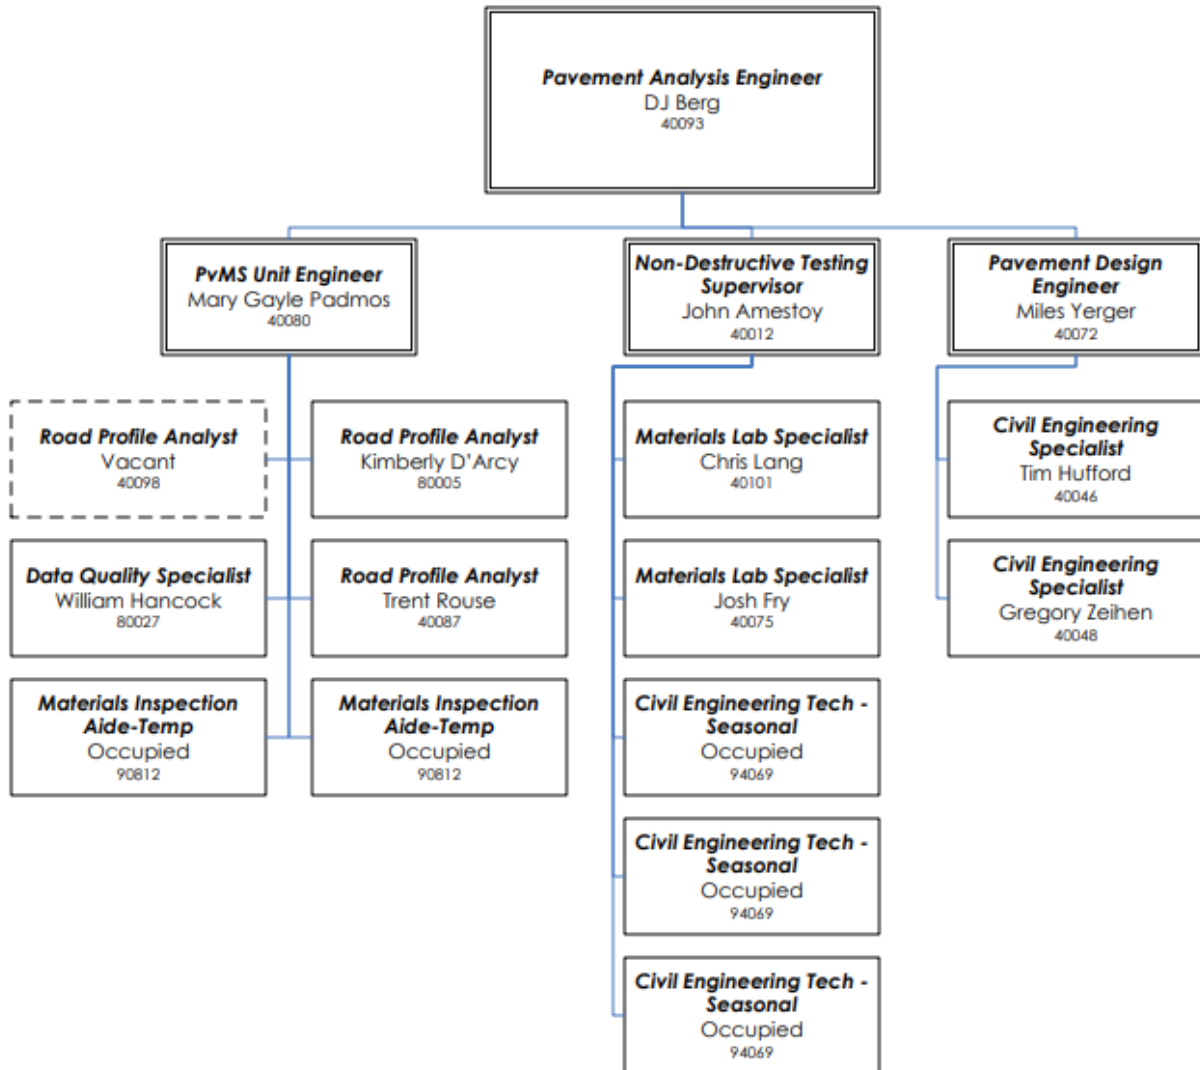 Pavement Analysis Engineer
DJ Berg
40093
PvMS Unit Engineer
Mary Gayle Padmos
40080
Non-Destructive Testing
Supervisor
John Amestoy
40012
Pavement Design
Engineer
Miles Yerger
40072
Road Profile Analyst
Vacant
40098
Road Profile Analyst
Kimberly D'Arcy
80005
Materials Lab Specialist
Chris Lang
40101
Civil Engineering
Specialist
Tim Hufford
40046
Data Quality Specialist
William Hancock
80027
Road Profile Analyst
Trent Rouse
40087
Materials Lab Specialist
Josh Fry
40075
Civil Engineering
Specialist
Gregory Zeihen
40048
Materials Inspection
Aide-Temp
Occupied
90812
Materials Inspection
Aide-Temp
Occupied
90812
Civil Engineering Tech -
Seasonal
Occupied
94069
Civil Engineering Tech -
Seasonal
Occupied
94069
Civil Engineering Tech -
Seasonal
Occupied
94069